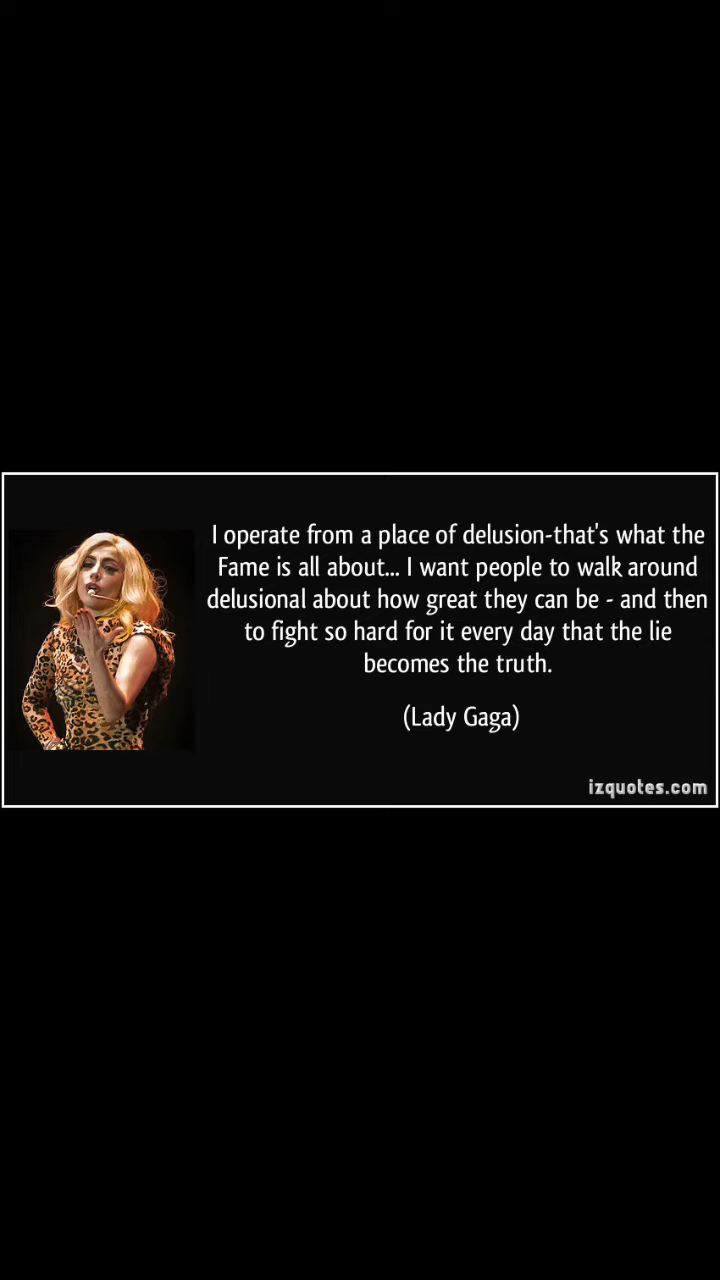 I operate from a place of delusion-that's what the
Fame is all about... I want people to walk around
delusional about how great they can be - and then
to fight so hard for it every day that the lie
becomes the truth.
(Lady Gaga)
izquotes.com